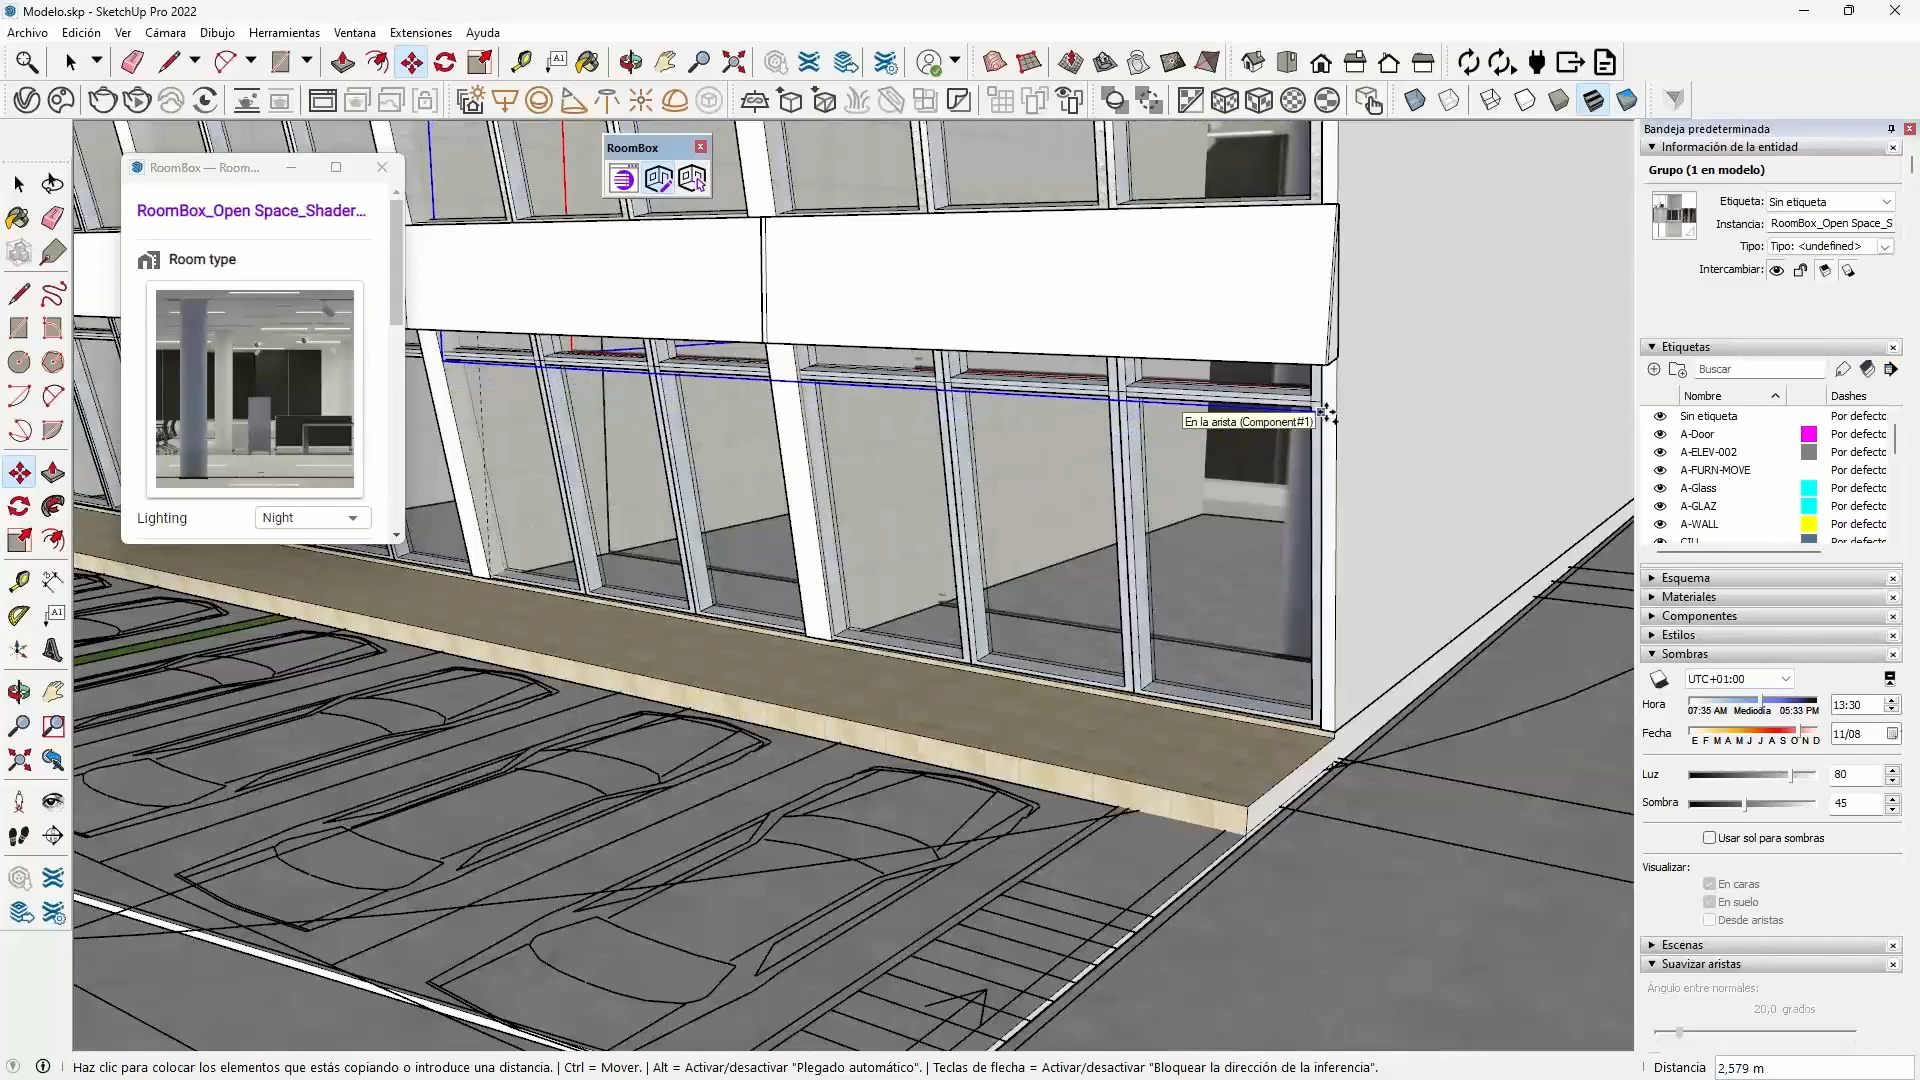 Modelo.skp - SketchUp Pro 2022
Archivo Edición Ver Cámara Dibujo Herramientas Ventana Extensiones Ayuda
A1
RoomBox
RoomBox — Room...
RoomBox_Open Space_Shader...
Room type
Lighting
Night
En la arista (Component#1)
A1
Bandeja predeterminada
Información de la entidad
Grupo (1 en modelo)
Etiqueta: Sin etiqueta
Instancia: RoomBox_Open Space_S
Tipo: Tipo: <undefined>
Intercambiar:
Etiquetas
Buscar
Nombre Dashes
Sin etiqueta Por defecto
A-Door Por defecto
A-ELEV-002 Por defecto
A-FURN-MOVE Por defecto
A-Glass Por defecto
A-GLAZ Por defecto
A-WALL Por defecto
Por defecto
Esquema
Materiales
Componentes
Estilos
Sombras
UTC+01:00
Hora 07:35 AM Mediodía 05:33 PM 13:30
Fecha E F M A M J J A S O N D 11/08
Luz 80
Sombra 45
Usar sol para sombras
Visualizar:
En caras
En suelo
Desde aristas
Escenas
Suavizar aristas
Ángulo entre normales:
20,0 grados
Haz clic para colocar los elementos que estás copiando o introduce una distancia. | Ctrl = Mover. | Alt = Activar/desactivar "Plegado automático". | Teclas de flecha = Activar/desactivar "Bloquear la dirección de la inferencia".
Distancia 2,579 m